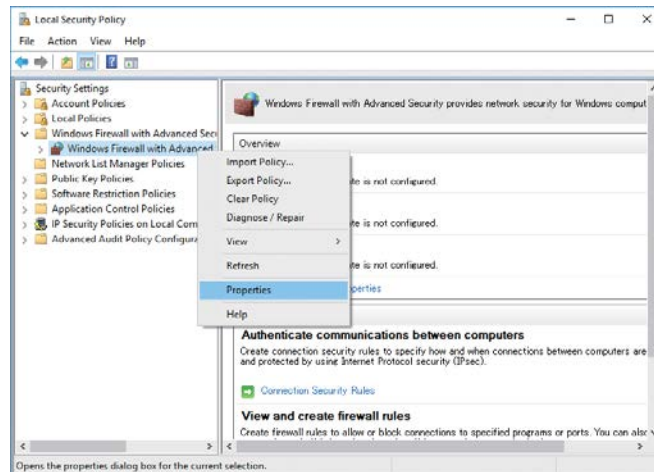 Local Security Policy
File Action View Help
Security Settings
Account Policies
Local Policies
Windows Firewall with Advanced Secu
Windows Firewall with Advanced
Network List Manager Policies
Public Key Policies
Software Restriction Policies
Application Control Policies
IP Security Policies on Local Com
Advanced Audit Policy Configura
Import Policy...
Export Policy...
Clear Policy
Diagnose / Repair
View
Refresh
Properties
Help
Windows Firewall with Advanced Security provides network security for Windows comput
Overview
te is not configured.
te is not configured.
te is not configured.
perties
Authenticate communications between computers
Create connection security rules to specify how and when connections between computers are
and protected by using Internet Protocol security (IPsec).
Connection Security Rules
View and create firewall rules
Create firewall rules to allow or block connections to specified programs or ports. You can also
Opens the properties dialog box for the current selection.